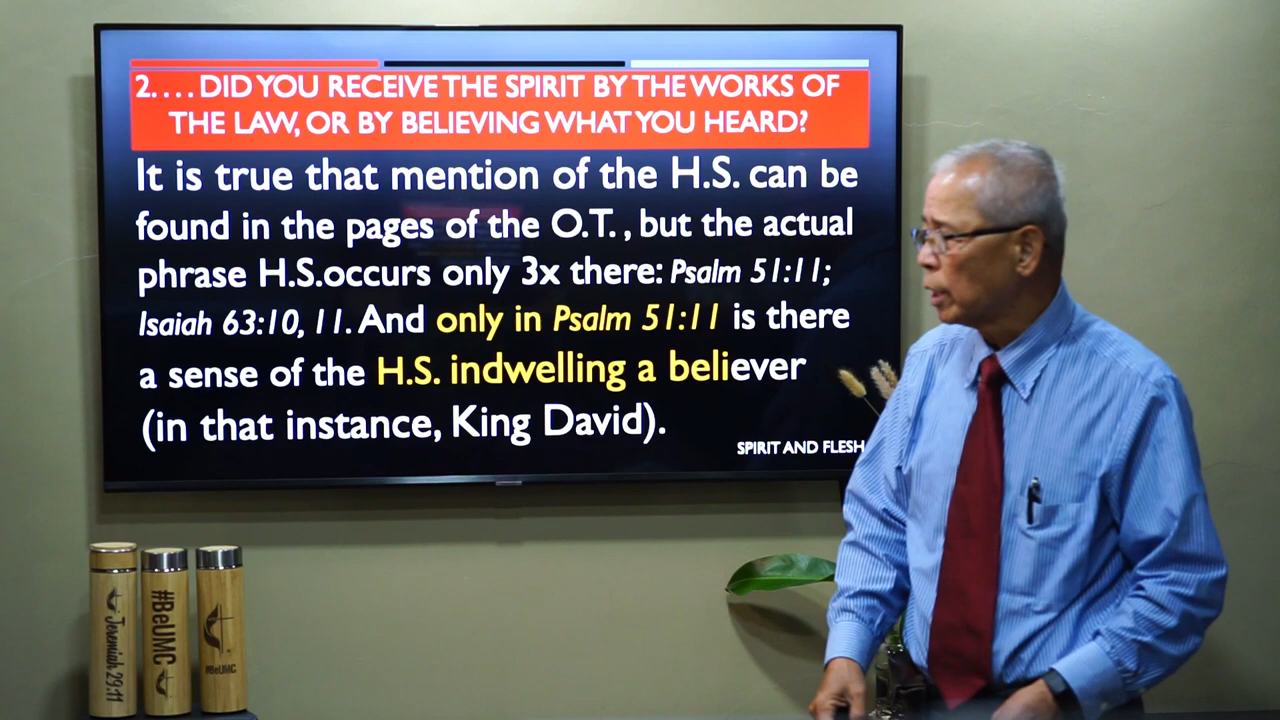 2. . . . DID YOU RECEIVE THE SPIRIT BY THE WORKS OF
THE LAW, OR BY BELIEVING WHAT YOU HEARD?
It is true that mention of the H.S. can be
found in the pages of the O.T. , but the actual
phrase H.S.occurs only 3x there: Psalm 51:11;
Isaiah 63:10, 11. And only in Psalm 51:11 is there
a sense of the H.S. indwelling a believer
(in that instance, King David).
SPIRIT AND FLESH
Jeremiah 29:11
#BeUMC
#BeUMC